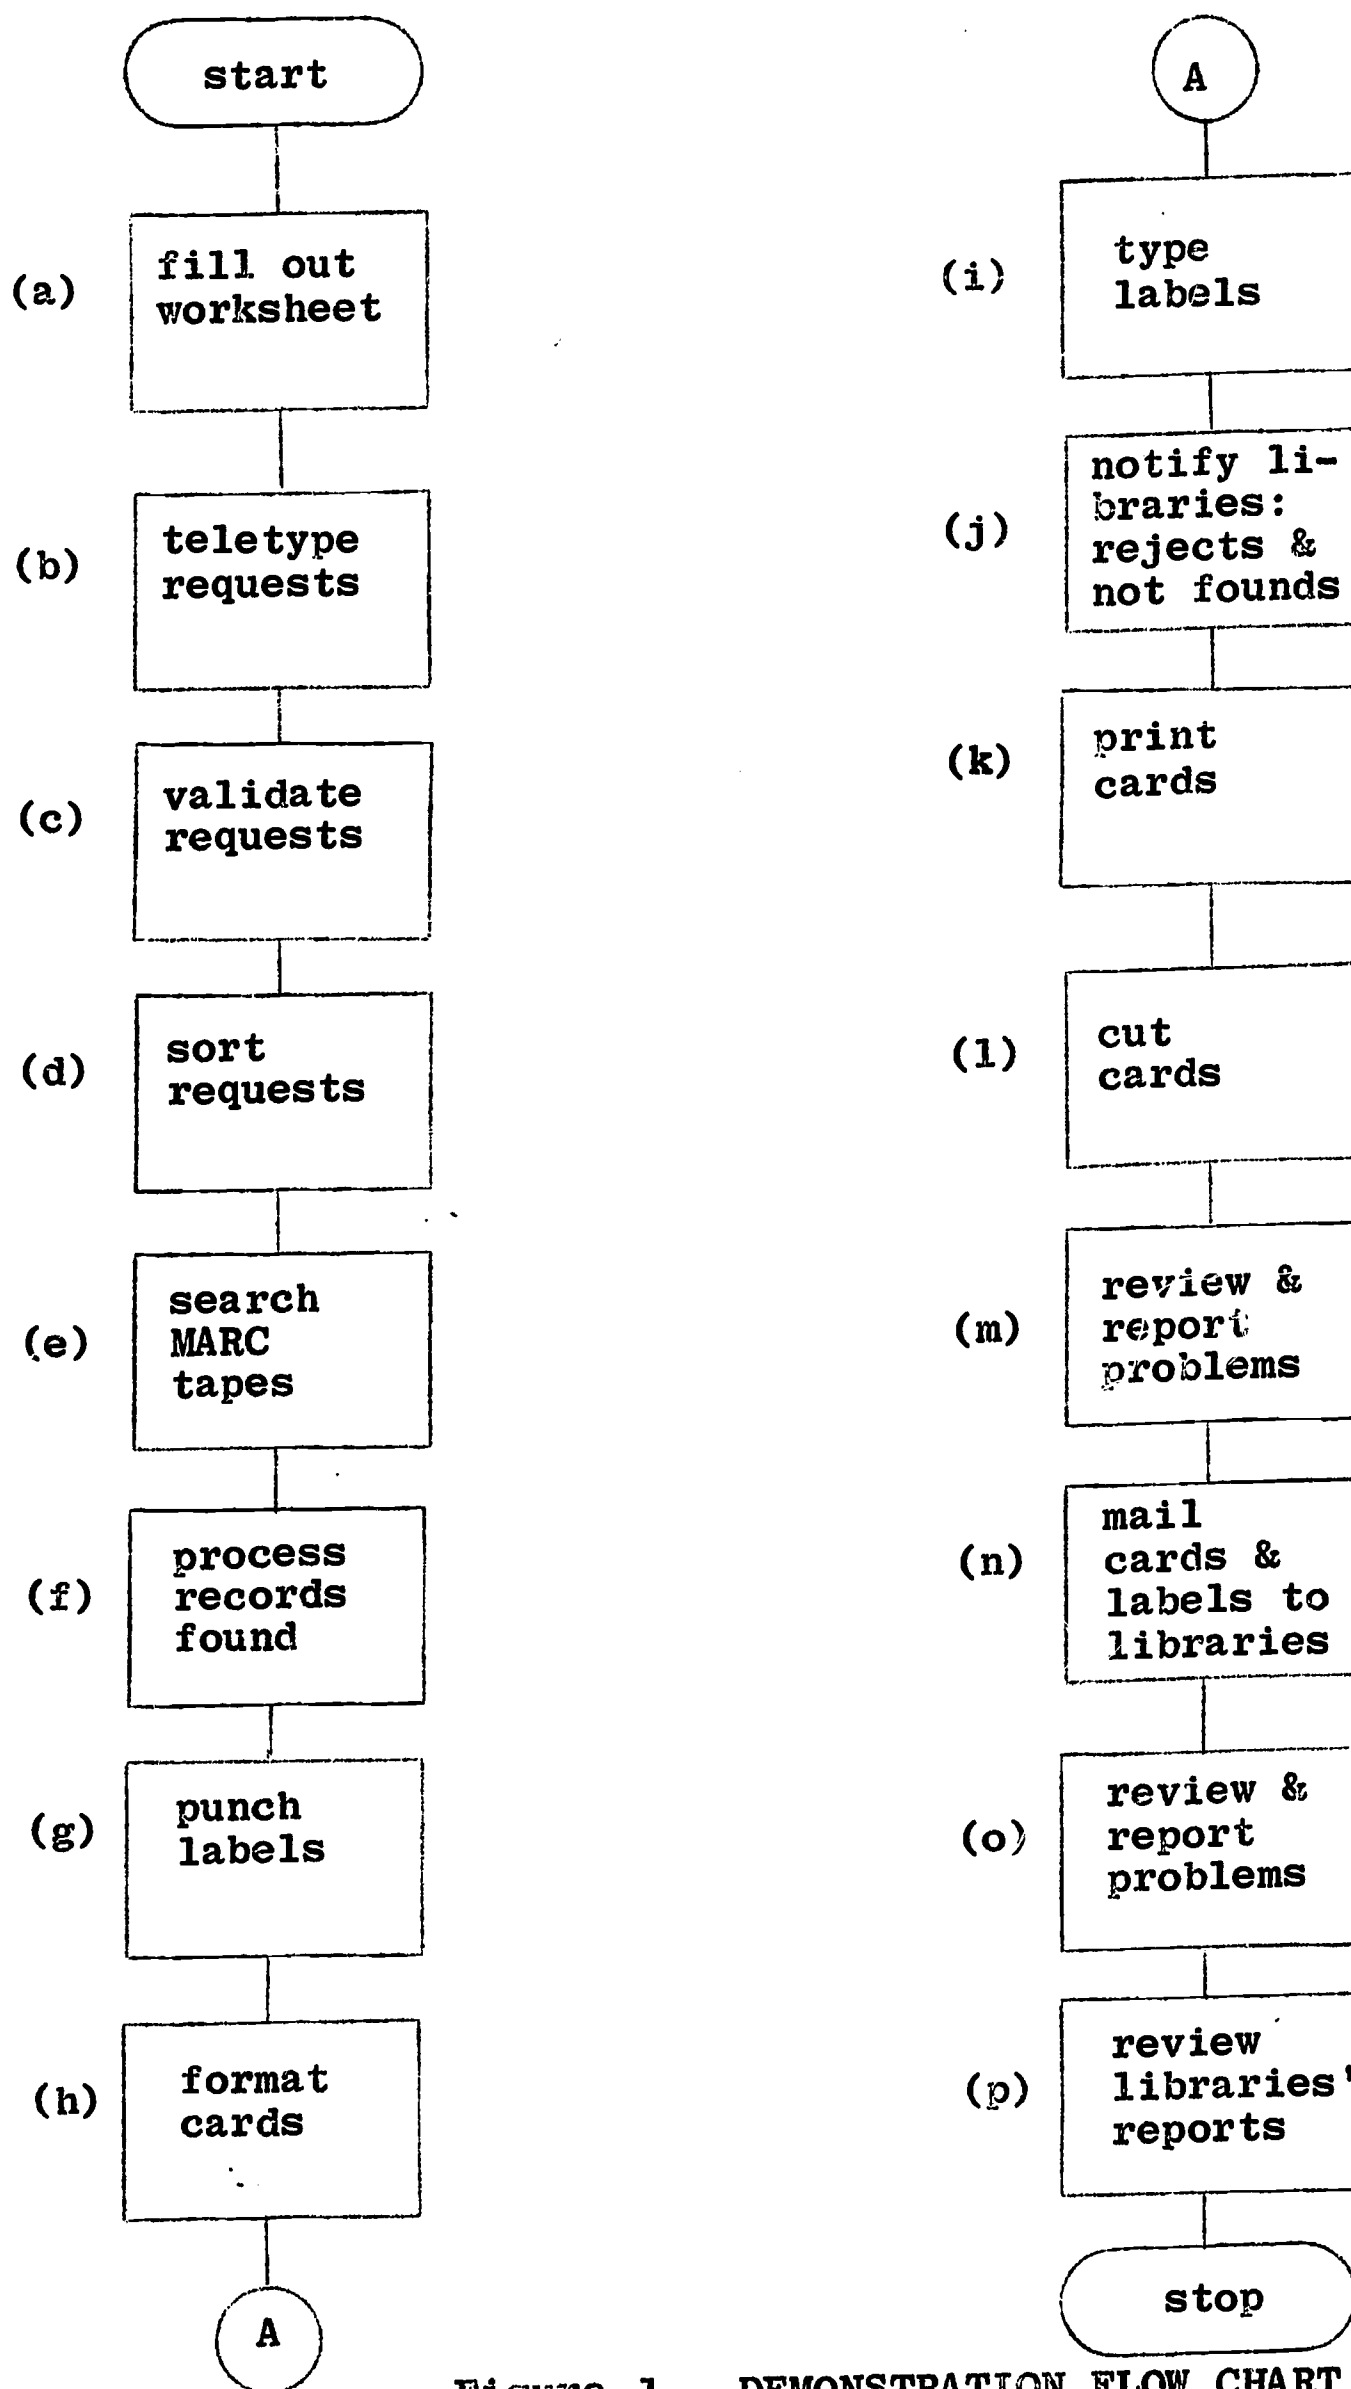 start
(a)
fill out
worksheet
(b)
teletype
requests
(c)
validate
requests
(d)
sort
requests
(e)
search
MARC
tapes
(f)
process
records
found
(g)
punch
labels
(h)
format
cards
A
A
(i)
type
labels
(j)
notify li-
braries:
rejects &
not founds
(k)
print
cards
(l)
cut
cards
(m)
review &
report
problems
(n)
mail
cards &
labels to
libraries
(o)
review &
report
problems
(p)
review
libraries'
reports
stop
Figure 1 DEMONSTRATION FLOW CHART